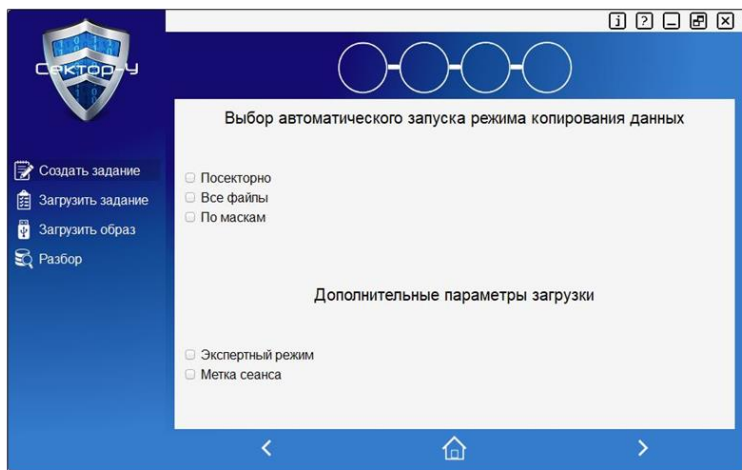 Сектор-У
Создать задание
Загрузить задание
Загрузить образ
Разбор
Выбор автоматического запуска режима копирования данных
Посекторно
Все файлы
По маскам
Дополнительные параметры загрузки
Экспертный режим
Метка сеанса